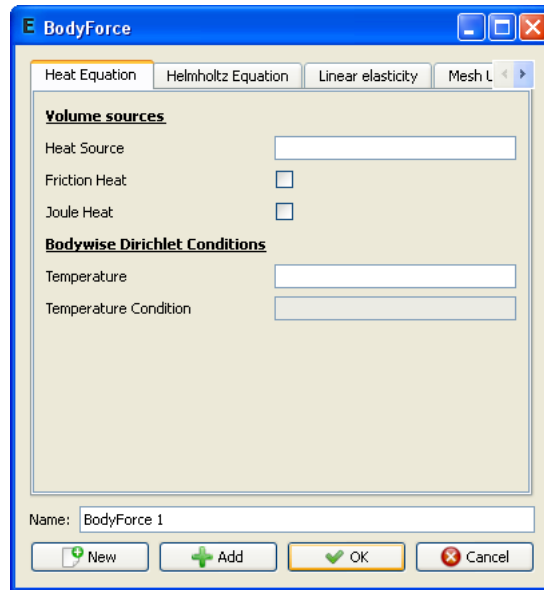 E BodyForce
Heat Equation Helmholtz Equation Linear elasticity Mesh
Volume sources
Heat Source
Friction Heat
Joule Heat
Bodywise Dirichlet Conditions
Temperature
Temperature Condition
Name: BodyForce 1
New Add OK Cancel